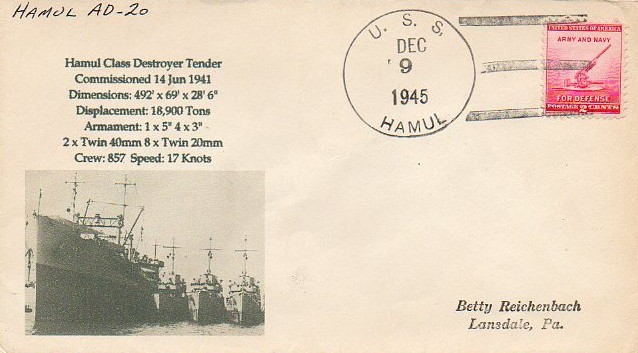 HAMUL AD-20
Hamul Class Destroyer Tender
Commissioned 14 Jun 1941
Dimensions: 492' x 69' x 28' 6"
Displacement: 18,900 Tons
Armament: 1 x 5" 4 x 3"
2 x Twin 40mm 8 x Twin 20mm
Crew: 857 Speed: 17 Knots
U. S. S.
DEC
9
1945
HAMUL
UNITED STATES OF AMERICA
ARMY AND NAVY
FOR DEFENSE
POSTAGE 2 CENTS
Betty Reichenbach
Lansdale, Pa.